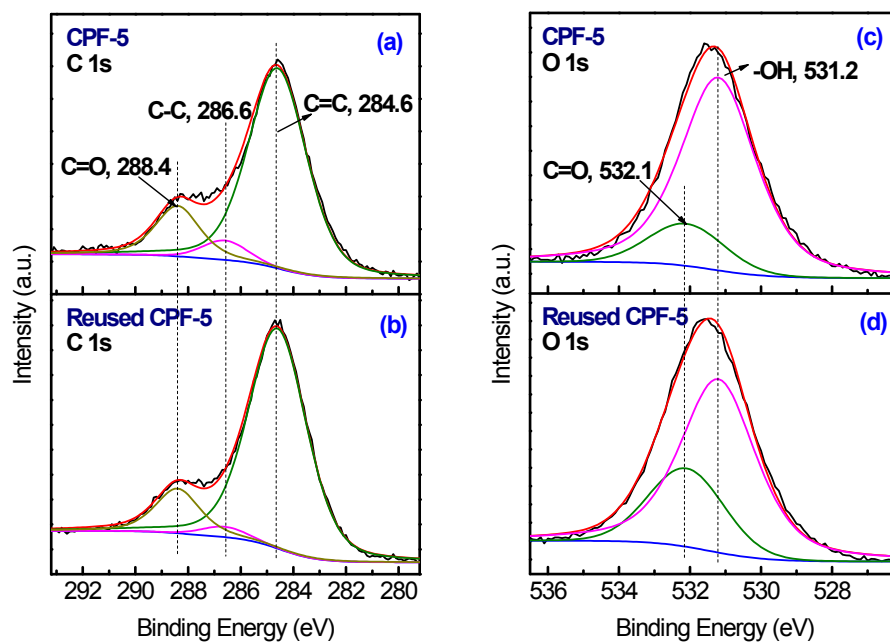 CPF-5
C 1s
(a)
C-C, 286.6
C=C, 284.6
C=O, 288.4
Reused CPF-5
C 1s
(b)
292 290 288 286 284 282 280
Binding Energy (eV)
Intensity (a.u.)
CPF-5
O 1s
(c)
-OH, 531.2
C=O, 532.1
Reused CPF-5
O 1s
(d)
536 534 532 530 528
Binding Energy (eV)
Intensity (a.u.)
Intensity (a.u.)